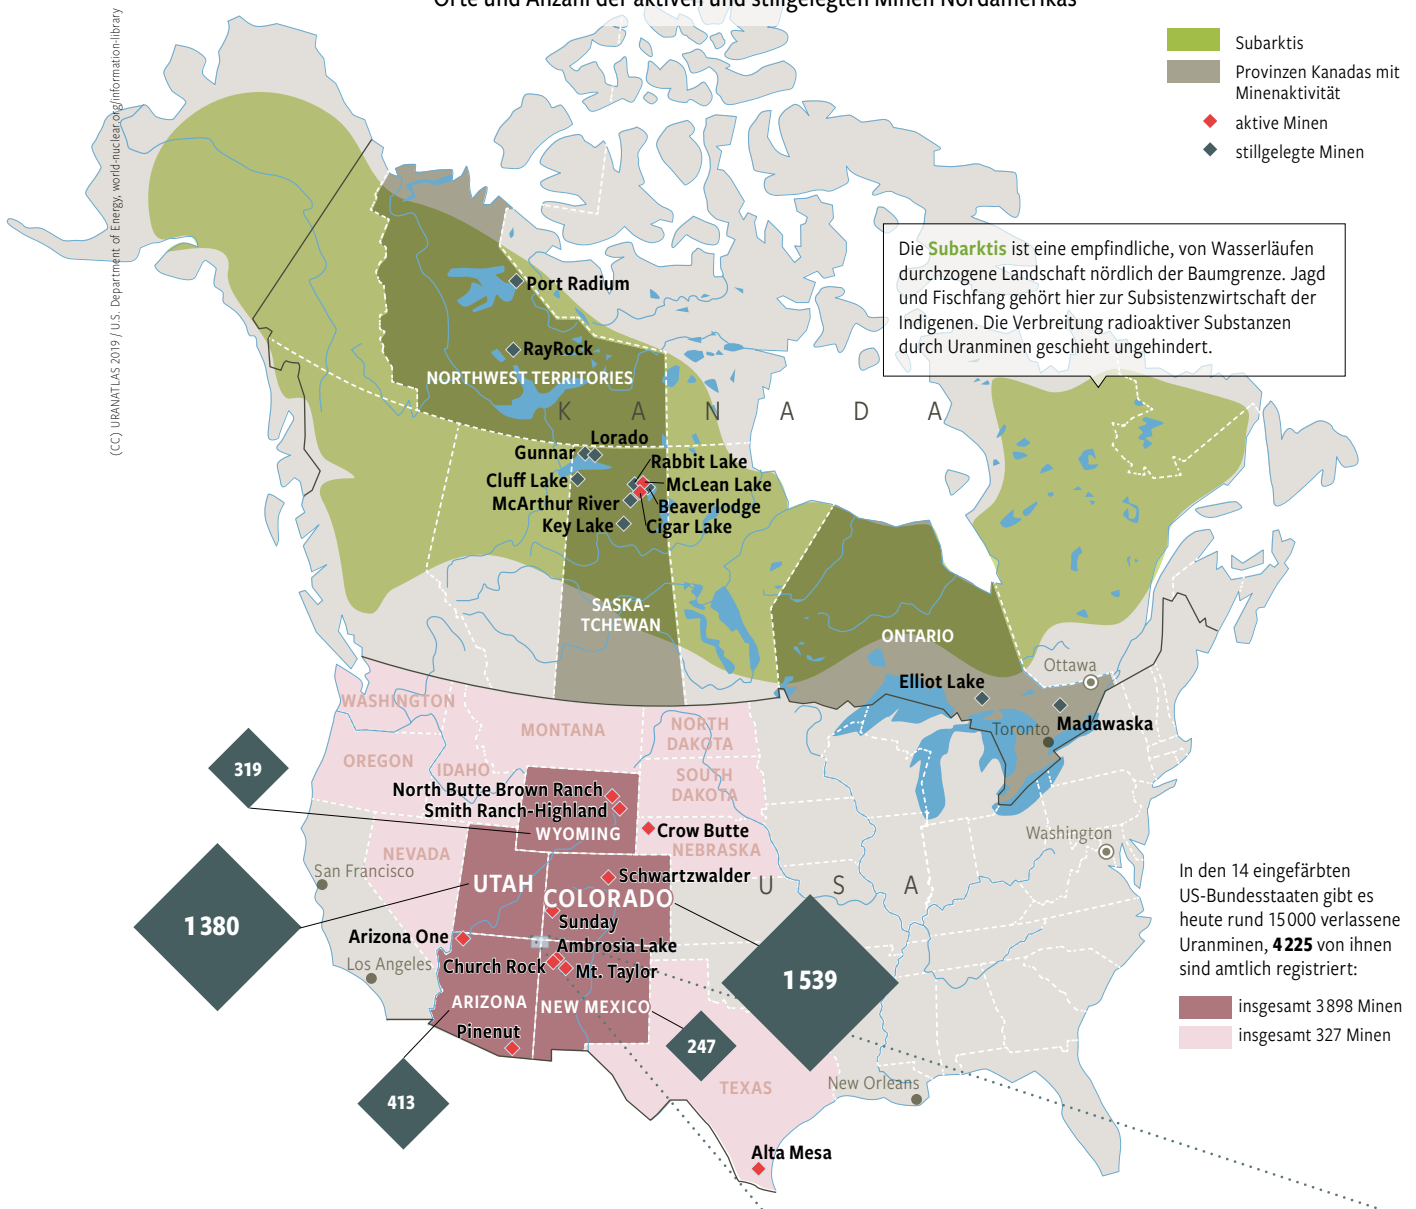 Orte und Anzahl der aktiven und stillgelegten Minen Nordamerikas
(CC) URANATLAS 2019 / U.S. Department of Energy, world-nuclear.org/information-library
Subarktis
Provinzen Kanadas mit
Minenaktivität
aktive Minen
stillgelegte Minen
Die Subarktis ist eine empfindliche, von Wasserläufen
durchzogene Landschaft nördlich der Baumgrenze. Jagd
und Fischfang gehört hier zur Subsistenzwirtschaft der
Indigenen. Die Verbreitung radioaktiver Substanzen
durch Uranminen geschieht ungehindert.
Port Radium
RayRock
NORTHWEST TERRITORIES
K A N A D A
Lorado
Gunnar
Rabbit Lake
Cluff Lake
McLean Lake
McArthur River
Beaverlodge
Key Lake
Cigar Lake
SASKA-
TCHEWAN
ONTARIO
Ottawa
Elliot Lake
Madawaska
Toronto
WASHINGTON
MONTANA
NORTH
DAKOTA
OREGON
IDAHO
SOUTH
DAKOTA
319
North Butte Brown Ranch
Smith Ranch-Highland
WYOMING
Crow Butte
NEBRASKA
Washington
NEVADA
San Francisco
UTAH
Schwartzwalder
COLORADO
U S A
1380
Sunday
Arizona One
Ambrosia Lake
Los Angeles
Church Rock
Mt. Taylor
1539
ARIZONA
NEW MEXICO
Pinenut
247
413
TEXAS
New Orleans
Alta Mesa
In den 14 eingefärbten
US-Bundesstaaten gibt es
heute rund 15000 verlassene
Uranminen, 4225 von ihnen
sind amtlich registriert:
insgesamt 3898 Minen
insgesamt 327 Minen